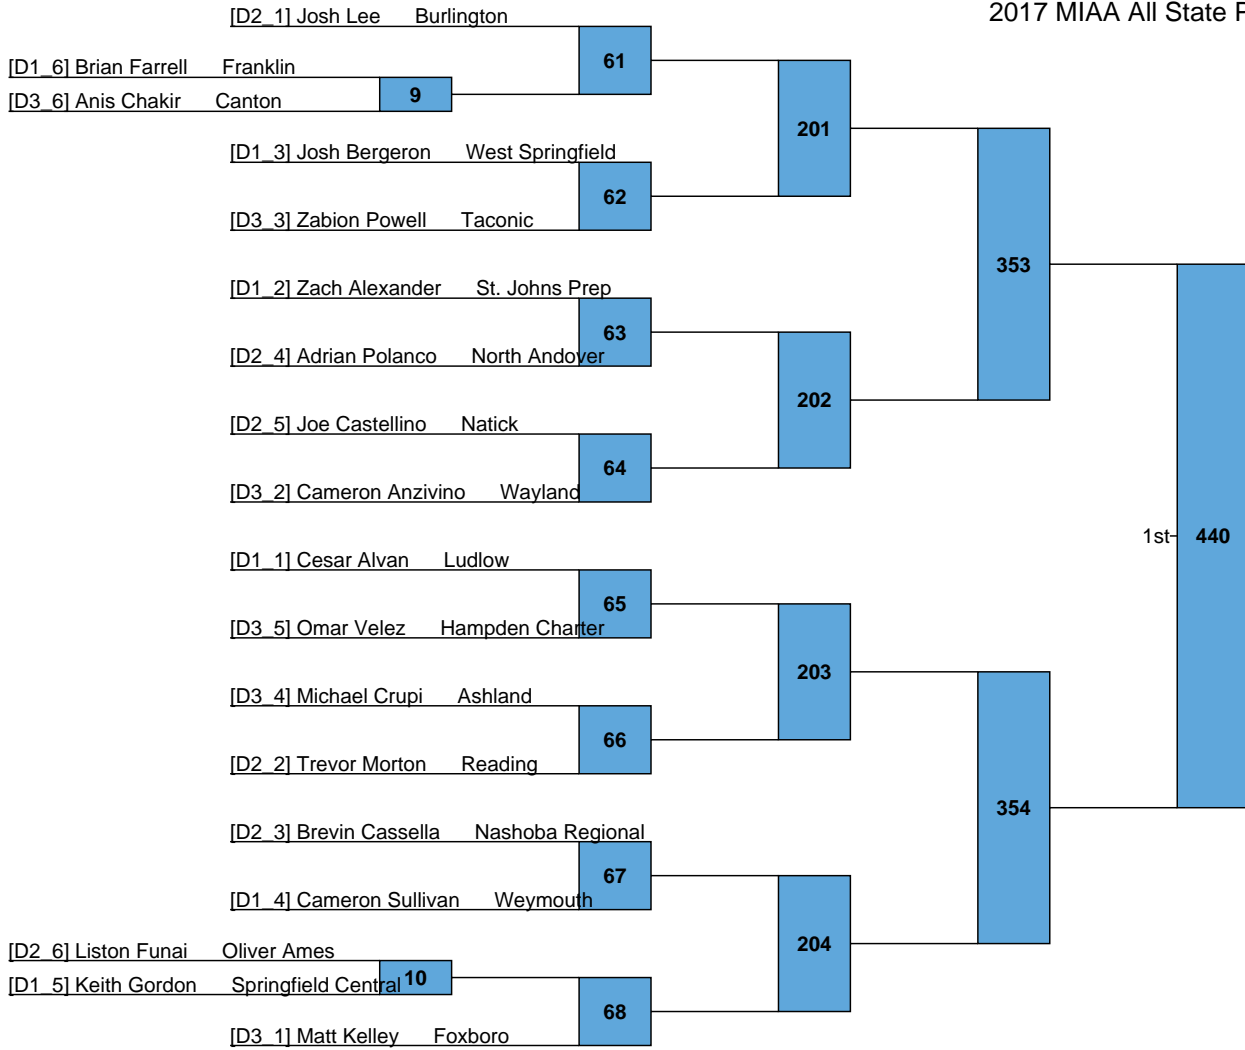 2017 MIAA All State F
[D2_1] Josh Lee Burlington
61
[D1_6] Brian Farrell Franklin
9
[D3_6] Anis Chakir Canton
201
[D1_3] Josh Bergeron West Springfield
62
[D3_3] Zabion Powell Taconic
353
[D1_2] Zach Alexander St. Johns Prep
63
[D2_4] Adrian Polanco North Andover
202
[D2_5] Joe Castellino Natick
64
[D3_2] Cameron Anzivino Wayland
1st 440
[D1_1] Cesar Alvan Ludlow
65
[D3_5] Omar Velez Hampden Charter
203
[D3_4] Michael Crupi Ashland
66
[D2_2] Trevor Morton Reading
354
[D2_3] Brevin Cassella Nashoba Regional
67
[D1_4] Cameron Sullivan Weymouth
204
[D2_6] Liston Funai Oliver Ames
10
[D1_5] Keith Gordon Springfield Central
68
[D3_1] Matt Kelley Foxboro